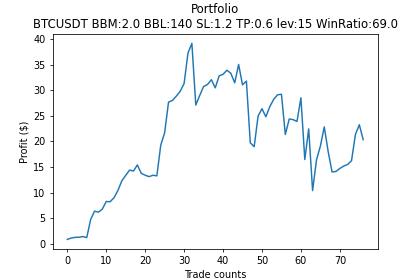 Portfolio
BTCUSDT BBM:2.0 BBL:140 SL:1.2 TP:0.6 lev:15 WinRatio:69.0
40
35
30
25
20
15
10
5
0
Profit ($)
0 10 20 30 40 50 60 70
Trade counts